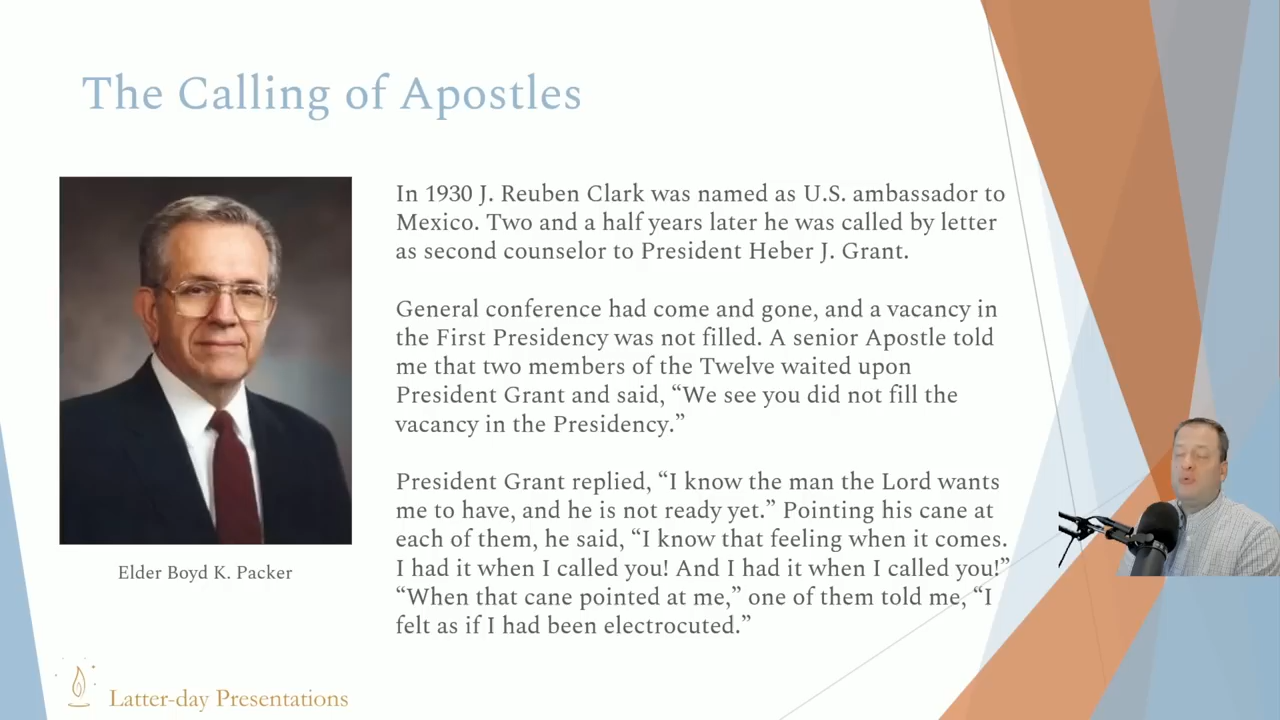 The Calling of Apostles
In 1930 J. Reuben Clark was named as U.S. ambassador to
Mexico. Two and a half years later he was called by letter
as second counselor to President Heber J. Grant.
General conference had come and gone, and a vacancy in
the First Presidency was not filled. A senior Apostle told
me that two members of the Twelve waited upon
President Grant and said, “We see you did not fill the
vacancy in the Presidency.”
President Grant replied, “I know the man the Lord wants
me to have, and he is not ready yet.” Pointing his cane at
each of them, he said, “I know that feeling when it comes.
I had it when I called you! And I had it when I called you!”
“When that cane pointed at me,” one of them told me, “I
felt as if I had been electrocuted.”
Elder Boyd K. Packer
Latter-day Presentations